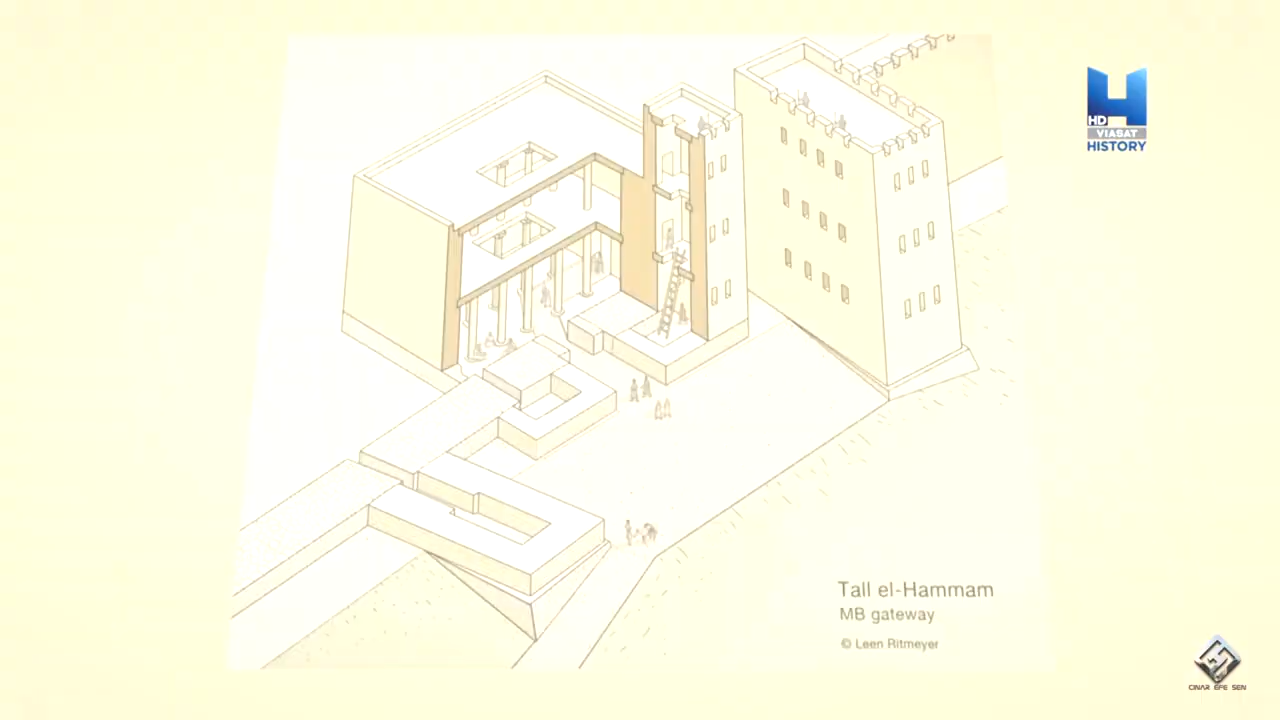 HD
VIASAT
HISTORY
Tall el-Hammam
MB gateway
© Leen Ritmeyer
CINAR EFE SEN